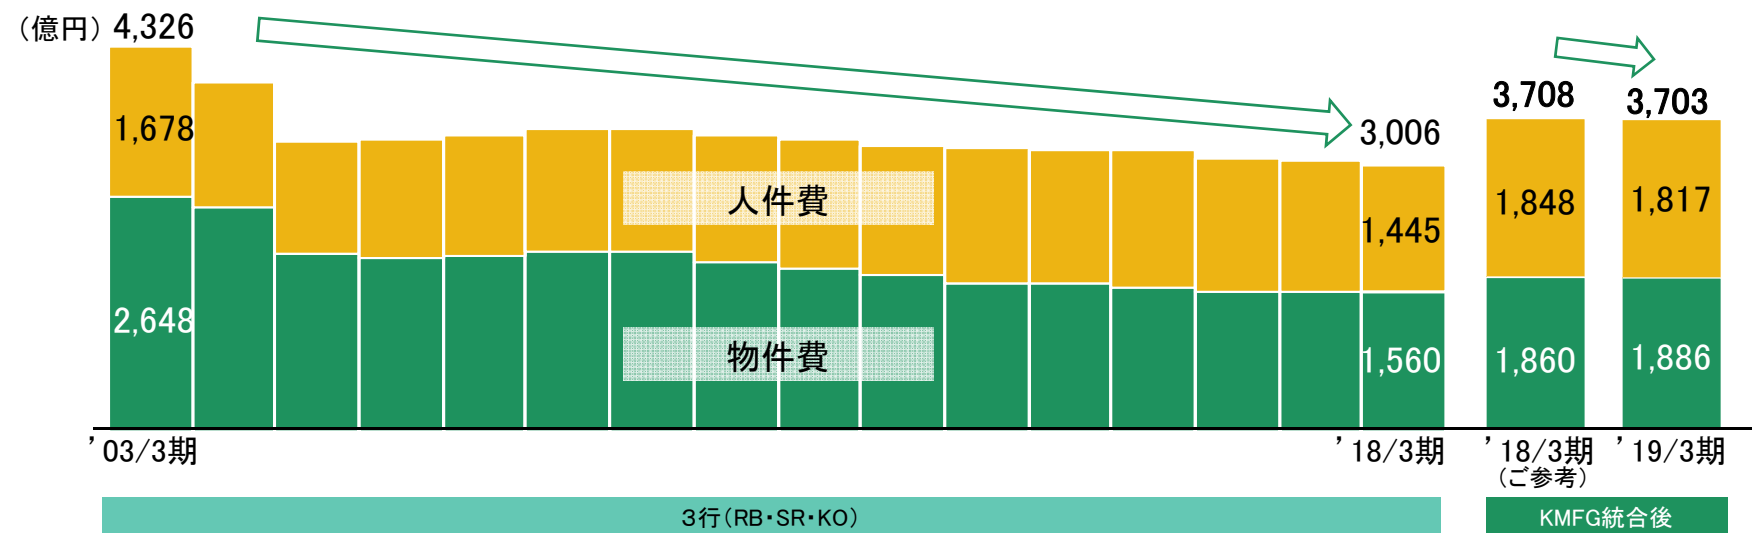 （億円） 4,326
3,708
3,703
3,006
1,678
人件費
1,445
1,848
1,817
2,648
物件費
1,560
1,860
1,886
’03/3期
’18/3期
’18/3期
（ご参考）
’19/3期
３行（RB・SR・KO）
KMFG統合後